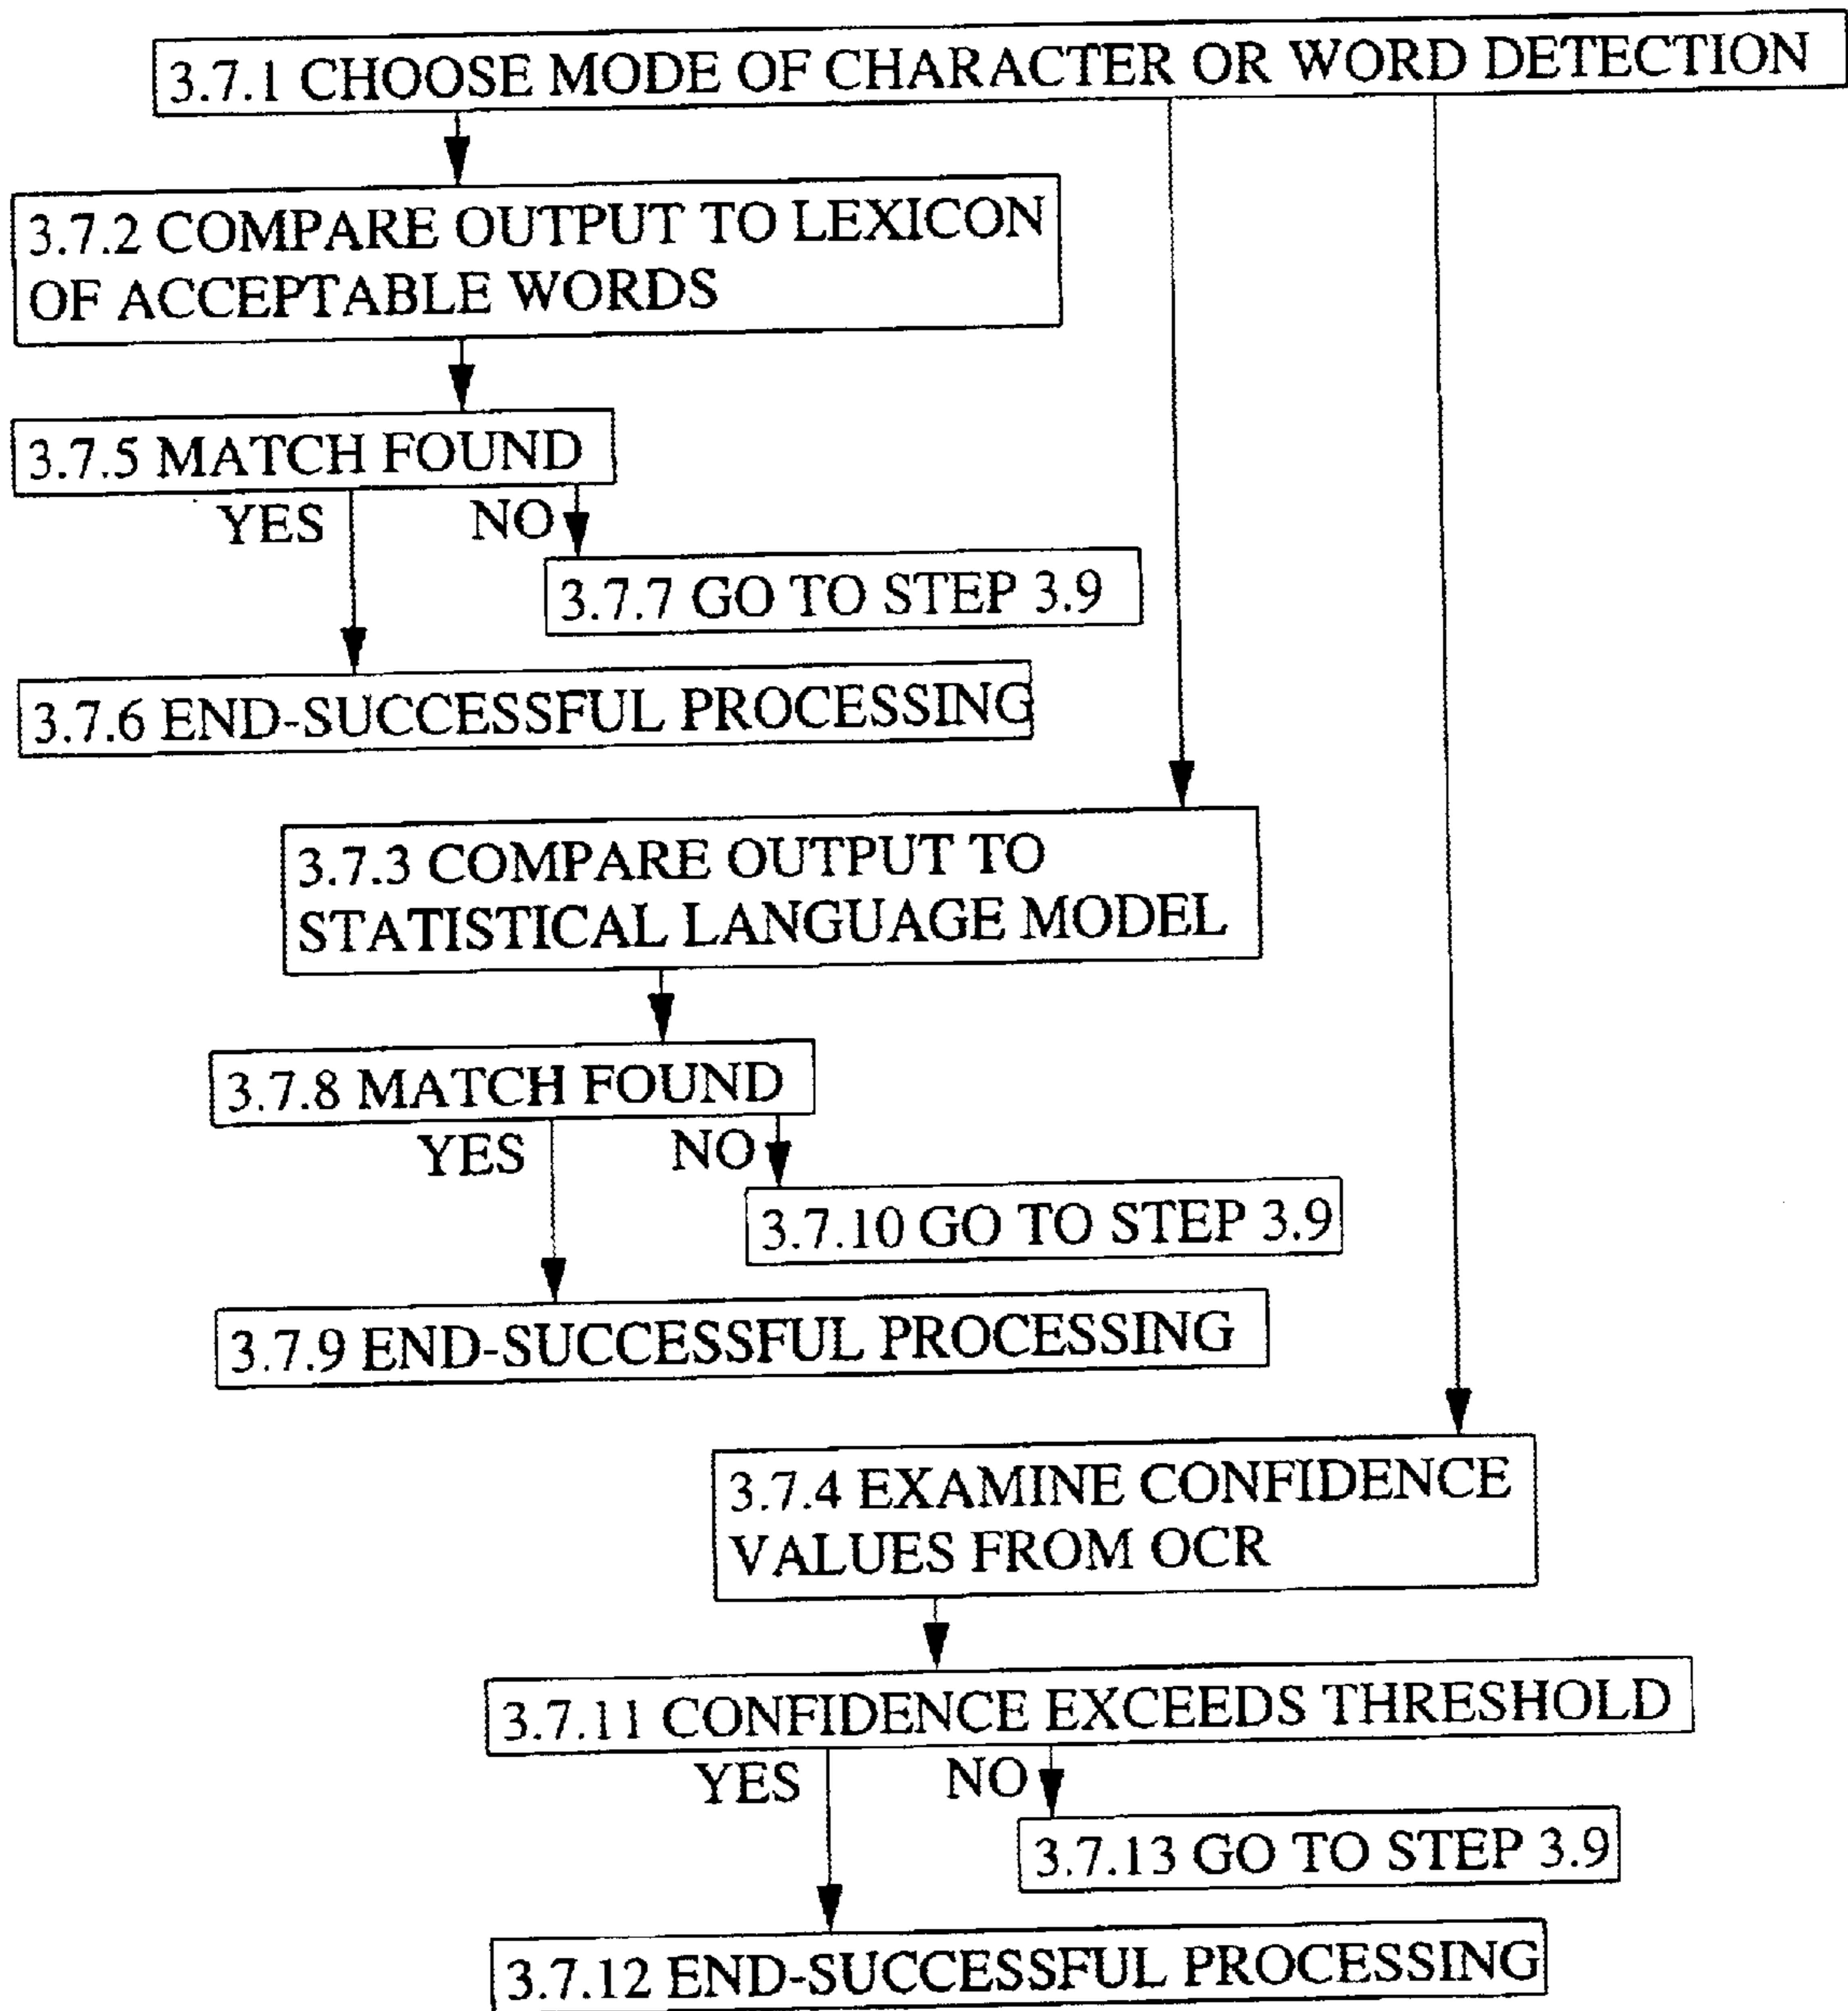 3.7.1 CHOOSE MODE OF CHARACTER OR WORD DETECTION
3.7.2 COMPARE OUTPUT TO LEXICON
OF ACCEPTABLE WORDS
3.7.5 MATCH FOUND
YES NO
3.7.7 GO TO STEP 3.9
3.7.6 END-SUCCESSFUL PROCESSING
3.7.3 COMPARE OUTPUT TO
STATISTICAL LANGUAGE MODEL
3.7.8 MATCH FOUND
YES NO
3.7.10 GO TO STEP 3.9
3.7.9 END-SUCCESSFUL PROCESSING
3.7.4 EXAMINE CONFIDENCE
VALUES FROM OCR
3.7.11 CONFIDENCE EXCEEDS THRESHOLD
YES NO
3.7.13 GO TO STEP 3.9
3.7.12 END-SUCCESSFUL PROCESSING